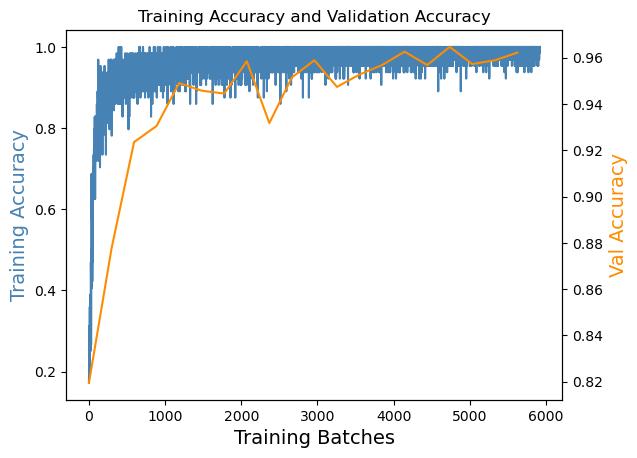 Training Accuracy and Validation Accuracy
1.0
0.8
0.6
0.4
0.2
Training Accuracy
0.96
0.94
0.92
0.90
0.88
0.86
0.84
0.82
Val Accuracy
0 1000 2000 3000 4000 5000 6000
Training Batches